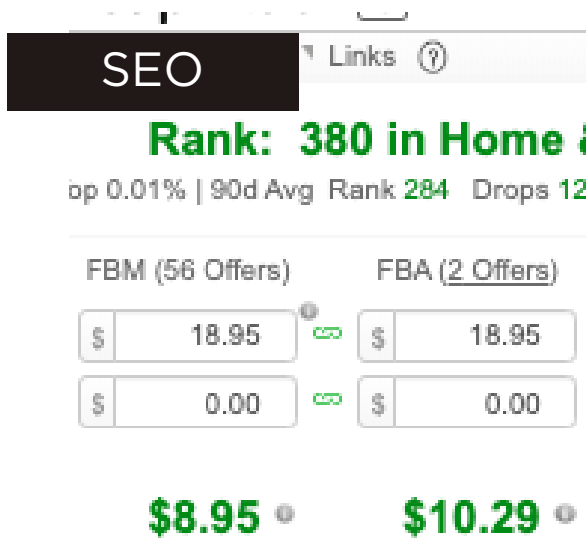 SEO
Links ?
Rank: 380 in Home
0.01% | 90d Avg Rank 284 Drops 12
FBM (56 Offers) FBA (2 Offers)
$ 18.95 $ 18.95
$ 0.00 $ 0.00
$8.95 $10.29